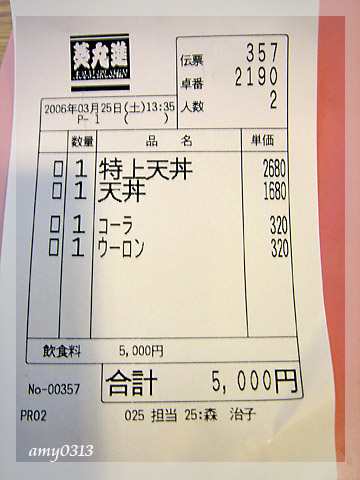 葵丸進
AOIMARUSHIN
伝票 357
卓番 2190
人数 2
2006年03月25日(土)13:35
P- 1 ( )
数量 品名 単価
□ 1 特上天丼 2680
□ 1 天丼 1680
□ 1 コーラ 320
□ 1 ウーロン 320
飲食料 5,000円
合計 5,000円
No-00357
PR02 025 担当 25:森 治子
amy0313